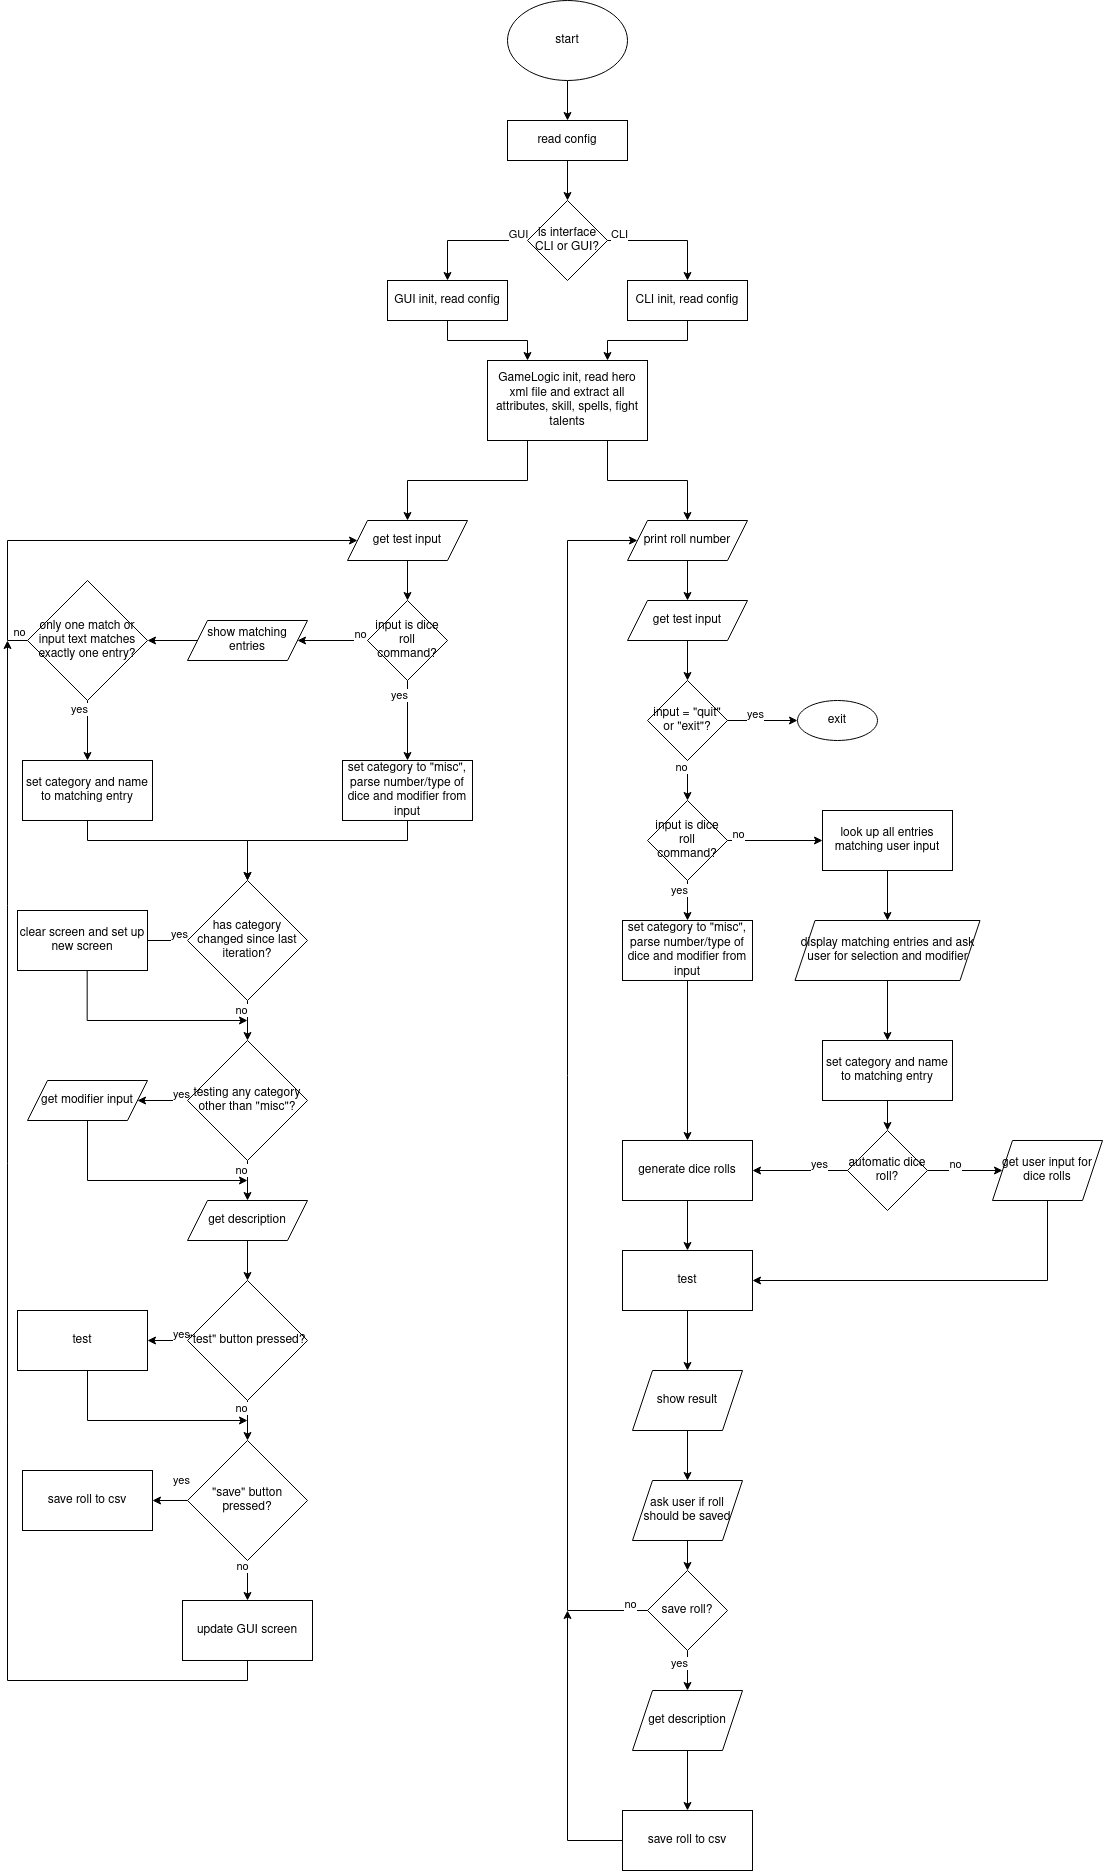 start
read config
is interface
CLI or GUI?
GUI
CLI
GUI init, read config
CLI init, read config
GameLogic init, read hero
xml file and extract all
attributes, skill, spells, fight
talents
get test input
input is dice
roll
command?
no
show matching
entries
only one match or
input text matches
exactly one entry?
no
yes
yes
set category and name
to matching entry
set category to "misc",
parse number/type of
dice and modifier from
input
has category
changed since last
iteration?
yes
clear screen and set up
new screen
no
testing any category
other than "misc"?
yes
get modifier input
no
get description
"test" button pressed?
yes
test
no
"save" button
pressed?
yes
save roll to csv
no
update GUI screen
print roll number
get test input
input = "quit"
or "exit"?
yes
exit
no
input is dice
roll
command?
no
look up all entries
matching user input
yes
set category to "misc",
parse number/type of
dice and modifier from
input
display matching entries and ask
user for selection and modifier
set category and name
to matching entry
automatic dice
roll?
yes
no
get user input for
dice rolls
generate dice rolls
test
show result
ask user if roll
should be saved
save roll?
no
yes
get description
save roll to csv